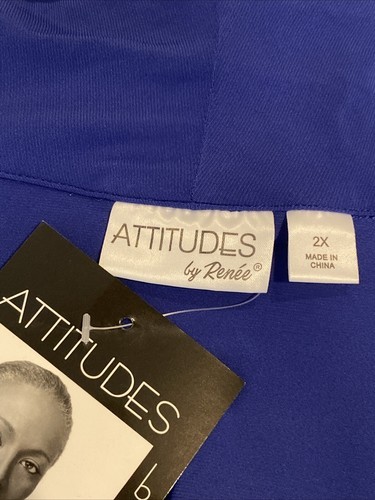 ATTITUDES
by Renée®
2X
MADE IN
CHINA
ATTITUDES
b